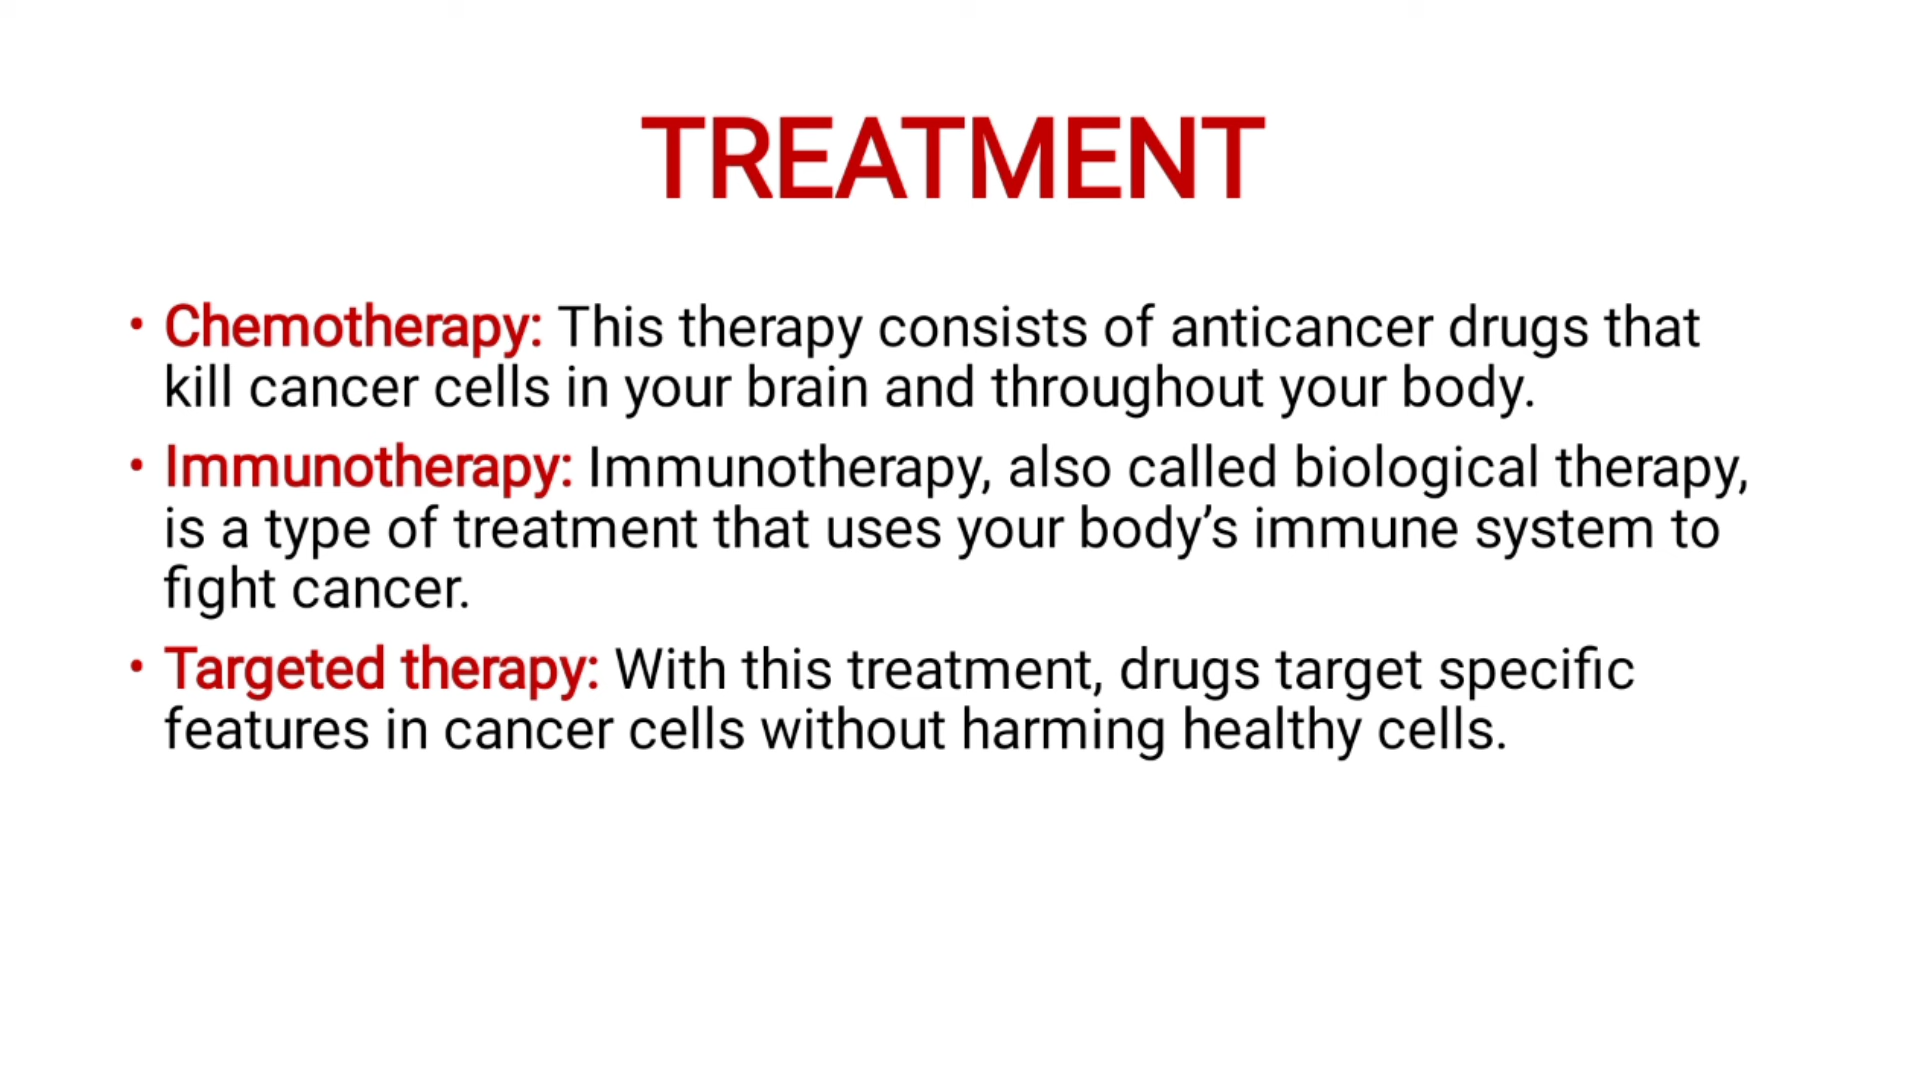 TREATMENT
• Chemotherapy: This therapy consists of anticancer drugs that
kill cancer cells in your brain and throughout your body.
• Immunotherapy: Immunotherapy, also called biological therapy,
is a type of treatment that uses your body’s immune system to
fight cancer.
• Targeted therapy: With this treatment, drugs target specific
features in cancer cells without harming healthy cells.